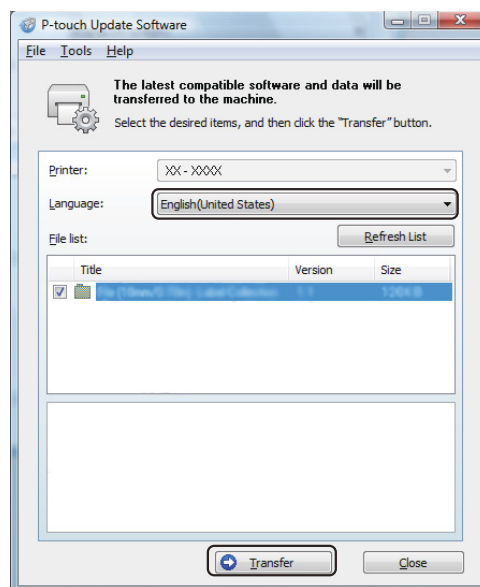 P-touch Update Software
File Tools Help
The latest compatible software and data will be
transferred to the machine.
Select the desired items, and then click the "Transfer" button.
Printer: XX - XXXX
Language: English(United States)
File list: Refresh List
Title Version Size
Transfer Close